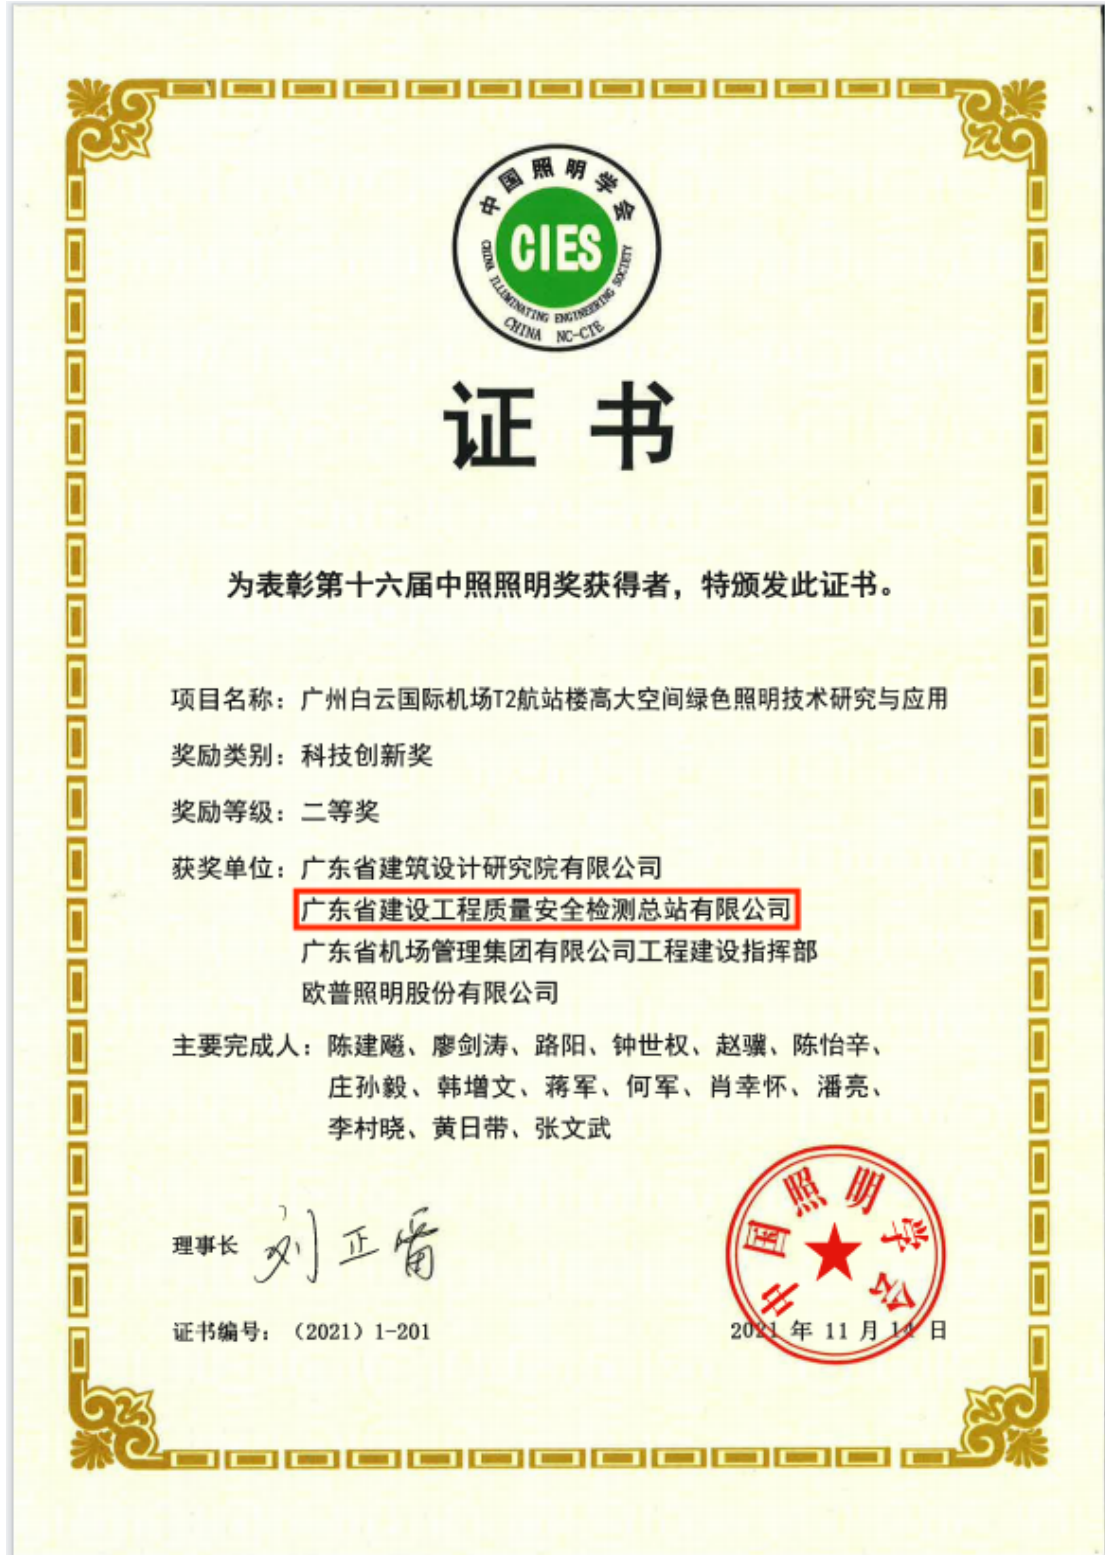 中国照明学会
CIES
CHINA ILLUMINATING ENGINEERING SOCIETY
CHINA NC-CIE
证书
为表彰第十六届中照照明奖获得者，特颁发此证书。
项目名称：广州白云国际机场T2航站楼高大空间绿色照明技术研究与应用
奖励类别：科技创新奖
奖励等级：二等奖
获奖单位：广东省建筑设计研究院有限公司
广东省建设工程质量安全检测总站有限公司
广东省机场管理集团有限公司工程建设指挥部
欧普照明股份有限公司
主要完成人：陈建飚、廖剑涛、路阳、钟世权、赵骥、陈怡辛、
庄孙毅、韩增文、蒋军、何军、肖幸怀、潘亮、
李村晓、黄日带、张文武
理事长 刘正雷
证书编号：（2021）1-201
中国照明学会
2021 年 11 月 14 日